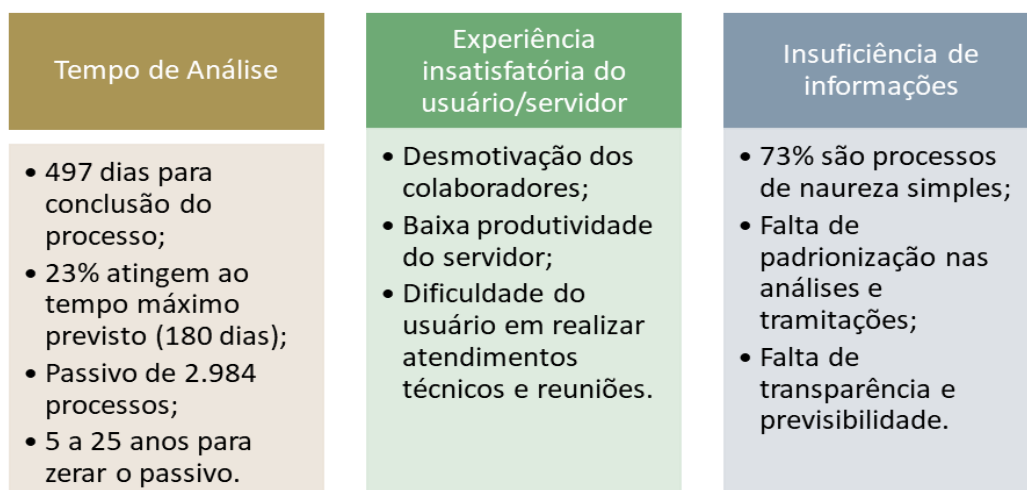 Tempo de Análise
• 497 dias para
conclusão do
processo;
• 23% atingem ao
tempo máximo
previsto (180 dias);
• Passivo de 2.984
processos;
• 5 a 25 anos para
zerar o passivo.
Experiência
insatisfatória do
usuário/servidor
• Desmotivação dos
colaboradores;
• Baixa produtividade
do servidor;
• Dificuldade do
usuário em realizar
atendimentos
técnicos e reuniões.
Insuficiência de
informações
• 73% são processos
de naureza simples;
• Falta de
padrionização nas
análises e
tramitações;
• Falta de
transparência e
previsibilidade.